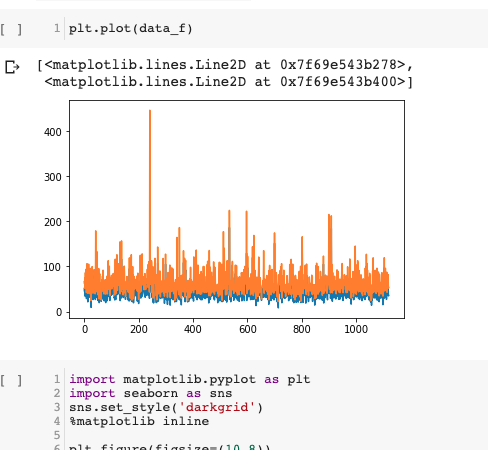 [ ] 1 plt.plot(data_f)
[<matplotlib.lines.Line2D at 0x7f69e543b278>,
<matplotlib.lines.Line2D at 0x7f69e543b400>]
400
300
200
100
0
0 200 400 600 800 1000
[ ] 1 import matplotlib.pyplot as plt
2 import seaborn as sns
3 sns.set_style('darkgrid')
4 %matplotlib inline
5
6 plt.figure(figsize=(10,8))